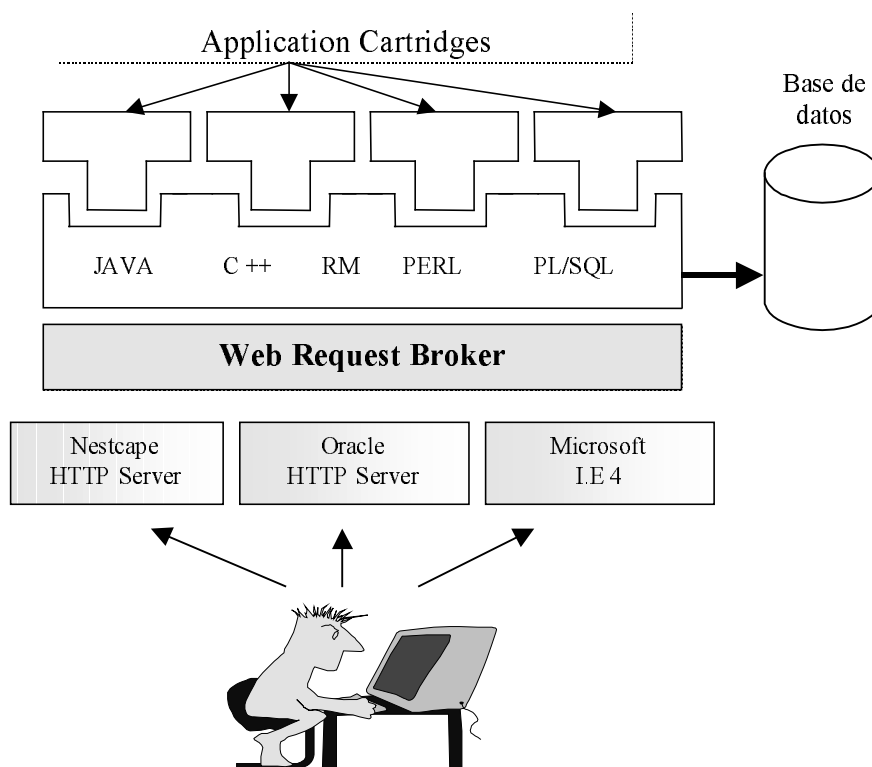 Application Cartridges
Base de
datos
JAVA C ++ RM PERL PL/SQL
Web Request Broker
Nestcape
HTTP Server
Oracle
HTTP Server
Microsoft
I.E 4